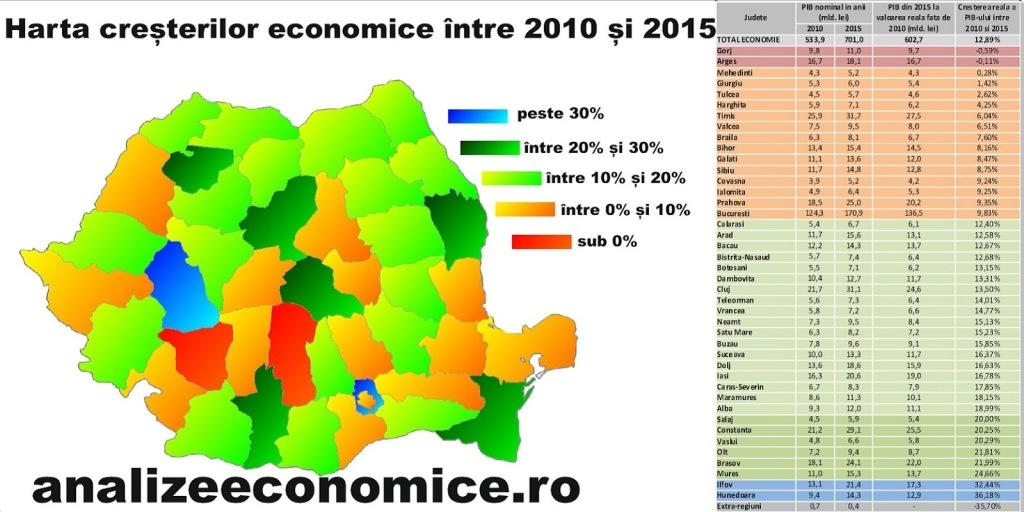 Harta creșterilor economice între 2010 și 2015
peste 30%
între 20% și 30%
între 10% și 20%
între 0% și 10%
sub 0%
analizeeconomice.ro
Judete PIB nominal in anii (mld. lei) PIB din 2015 la valoarea reala fata de 2010 (mld. lei) Crestere a reala a PIB-ului intre 2010 si 2015
2010 2015
TOTAL ECONOMIE 533,9 701,0 602,7 12,89%
Gorj 9,8 11,0 9,7 -0,59%
Arges 16,7 18,1 16,7 -0,11%
Mehedinti 4,3 5,2 4,3 0,28%
Giurgiu 5,3 6,0 5,4 1,42%
Tulcea 4,5 5,7 4,6 2,62%
Harghita 5,9 7,1 6,2 4,25%
Timis 25,9 31,7 27,5 6,04%
Valcea 7,5 9,5 8,0 6,51%
Braila 6,3 8,1 6,7 7,60%
Bihor 13,4 15,4 14,5 8,16%
Galati 11,1 13,6 12,0 8,47%
Sibiu 11,7 14,8 12,8 8,75%
Covasna 3,9 5,2 4,2 9,24%
Ialomita 4,9 6,4 5,3 9,25%
Prahova 18,5 25,0 20,2 9,35%
Bucuresti 124,3 170,9 136,5 9,83%
Calarasi 5,4 6,7 6,1 12,40%
Arad 11,7 15,6 13,1 12,58%
Bacau 12,2 14,3 13,7 12,67%
Bistrita-Nasaud 5,7 7,4 6,4 12,68%
Botosani 5,5 7,1 6,2 13,15%
Dambovita 10,4 12,7 11,7 13,31%
Cluj 21,7 31,1 24,6 13,50%
Teleorman 5,6 7,3 6,4 14,01%
Vrancea 5,8 7,2 6,6 14,77%
Neamt 7,3 9,5 8,4 15,13%
Satu Mare 6,3 8,2 7,2 15,23%
Buzau 7,8 9,6 9,1 15,85%
Suceava 10,0 13,3 11,7 16,37%
Dolj 13,6 18,6 15,9 16,63%
Iasi 16,3 20,6 19,0 16,78%
Caras-Severin 6,7 8,3 7,9 17,85%
Maramures 8,6 11,3 10,1 18,15%
Alba 9,3 12,0 11,1 18,99%
Salaj 4,5 5,9 5,4 20,00%
Constanta 21,2 29,1 25,5 20,25%
Vaslui 4,8 6,6 5,8 20,29%
Olt 7,2 9,4 8,7 21,81%
Brasov 18,1 24,1 22,0 21,99%
Mures 11,0 15,3 13,7 24,66%
Ilfov 13,1 21,4 17,3 32,44%
Hunedoara 9,4 14,3 12,9 36,18%
Extra-regiuni 0,7 0,4 - -35,70%